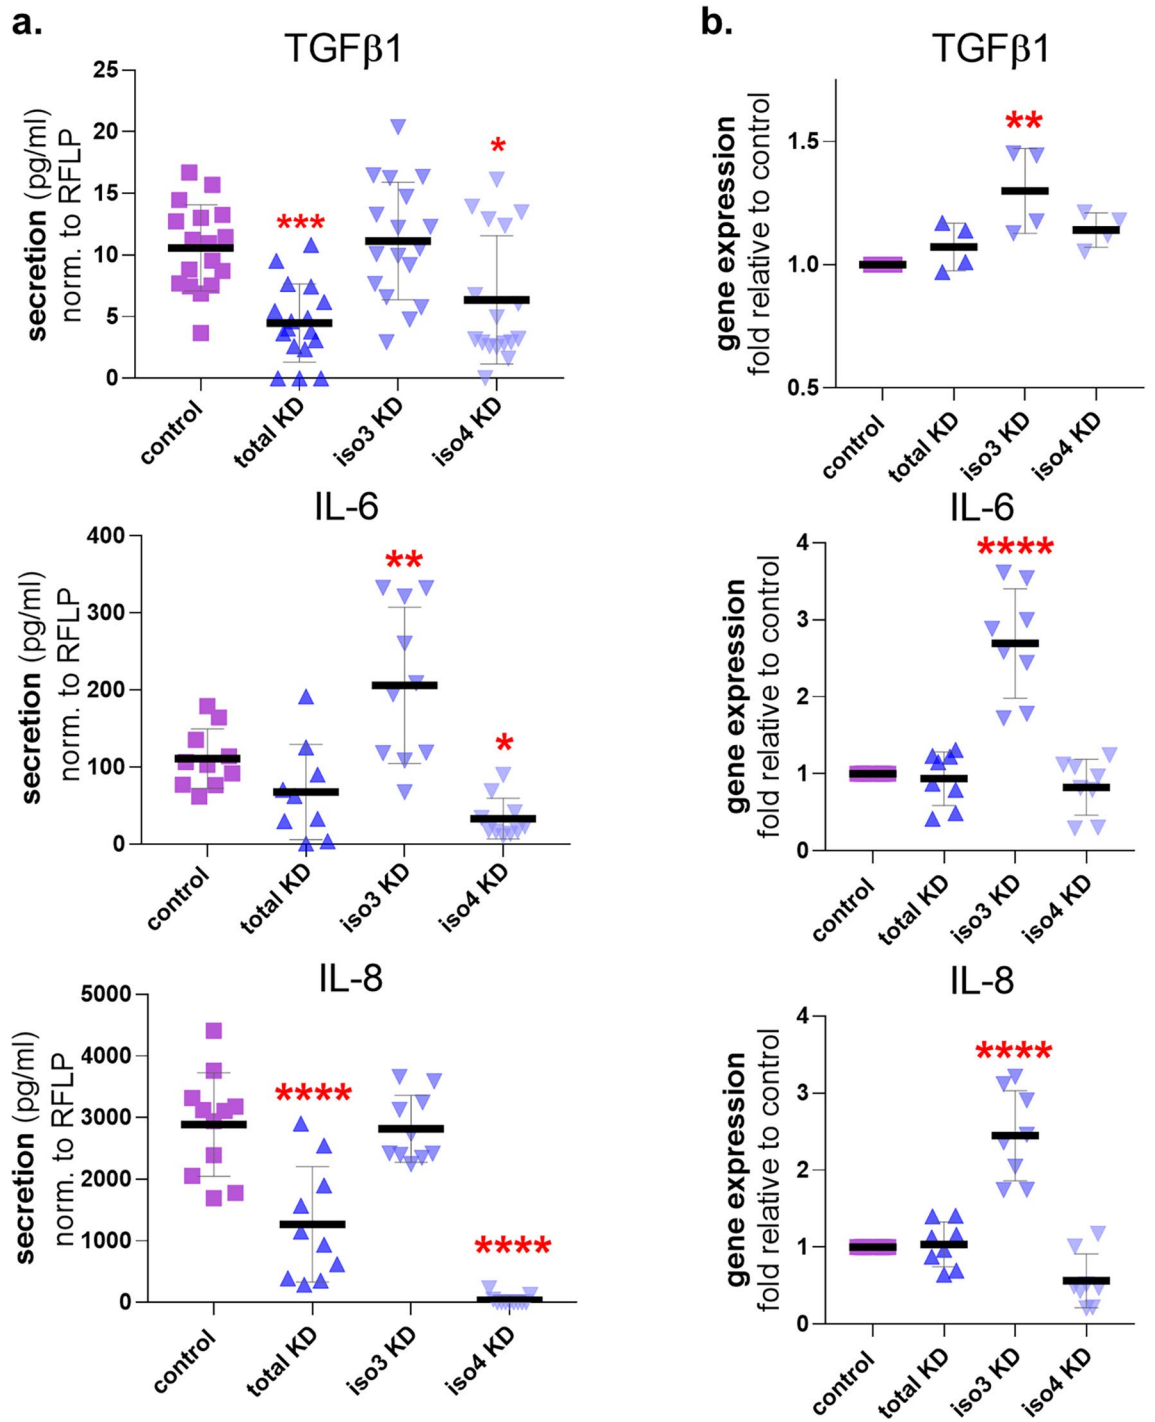 a.
TGFβ1
secretion (pg/ml)
norm. to RFLP
25
20
15
10
5
0
***
*
control
total KD
iso3 KD
iso4 KD
IL-6
secretion (pg/ml)
norm. to RFLP
400
300
200
100
0
**
*
control
total KD
iso3 KD
iso4 KD
IL-8
secretion (pg/ml)
norm. to RFLP
5000
4000
3000
2000
1000
0
****
****
control
total KD
iso3 KD
iso4 KD
b.
TGFβ1
gene expression
fold relative to control
1.5
1.0
0.5
**
control
total KD
iso3 KD
iso4 KD
IL-6
gene expression
fold relative to control
4
3
2
1
0
****
control
total KD
iso3 KD
iso4 KD
IL-8
gene expression
fold relative to control
4
3
2
1
0
****
control
total KD
iso3 KD
iso4 KD